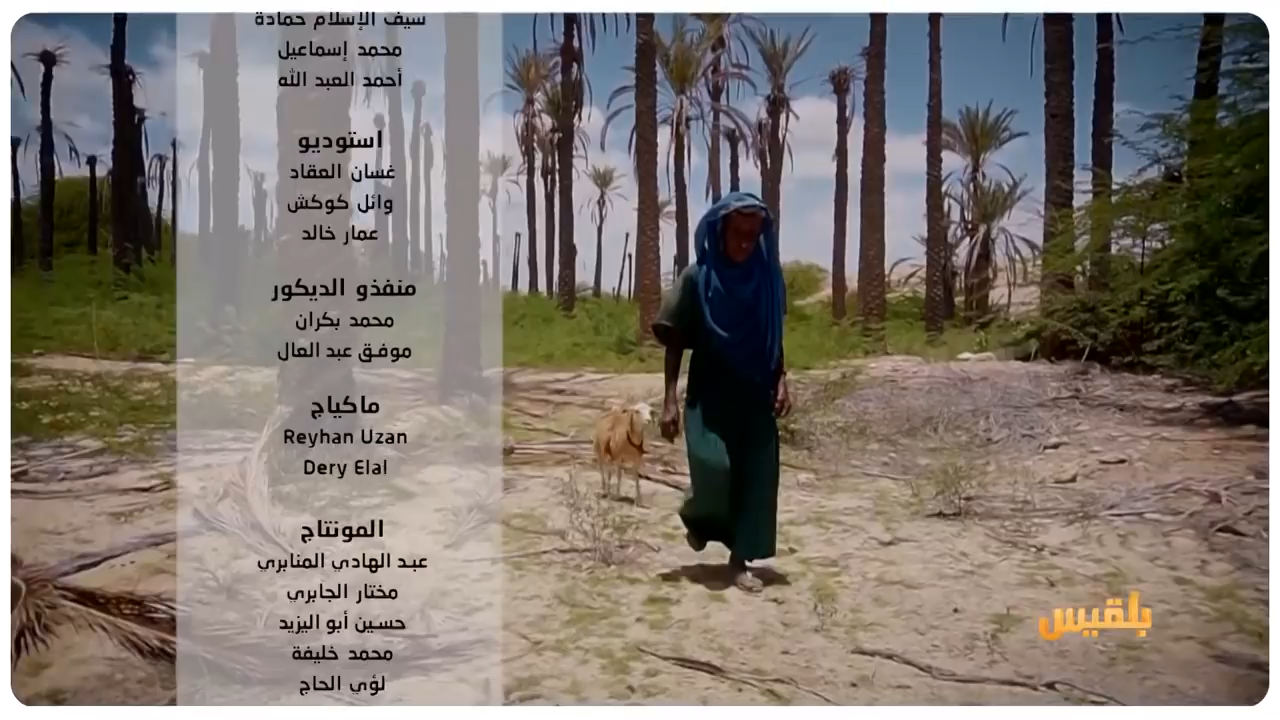 سيف الإسلام حمادة
محمد إسماعيل
أحمد العبد الله
استوديو
غسان العقاد
وائل كوكش
عمار خالد
منفذو الديكور
محمد بكران
موفق عبد العال
ماكياج
Reyhan Uzan
Dery Elal
المونتاج
عبد الهادي المنابري
مختار الجابري
حسين أبو اليزيد
محمد خليفة
لؤي الحاج
بلقيس